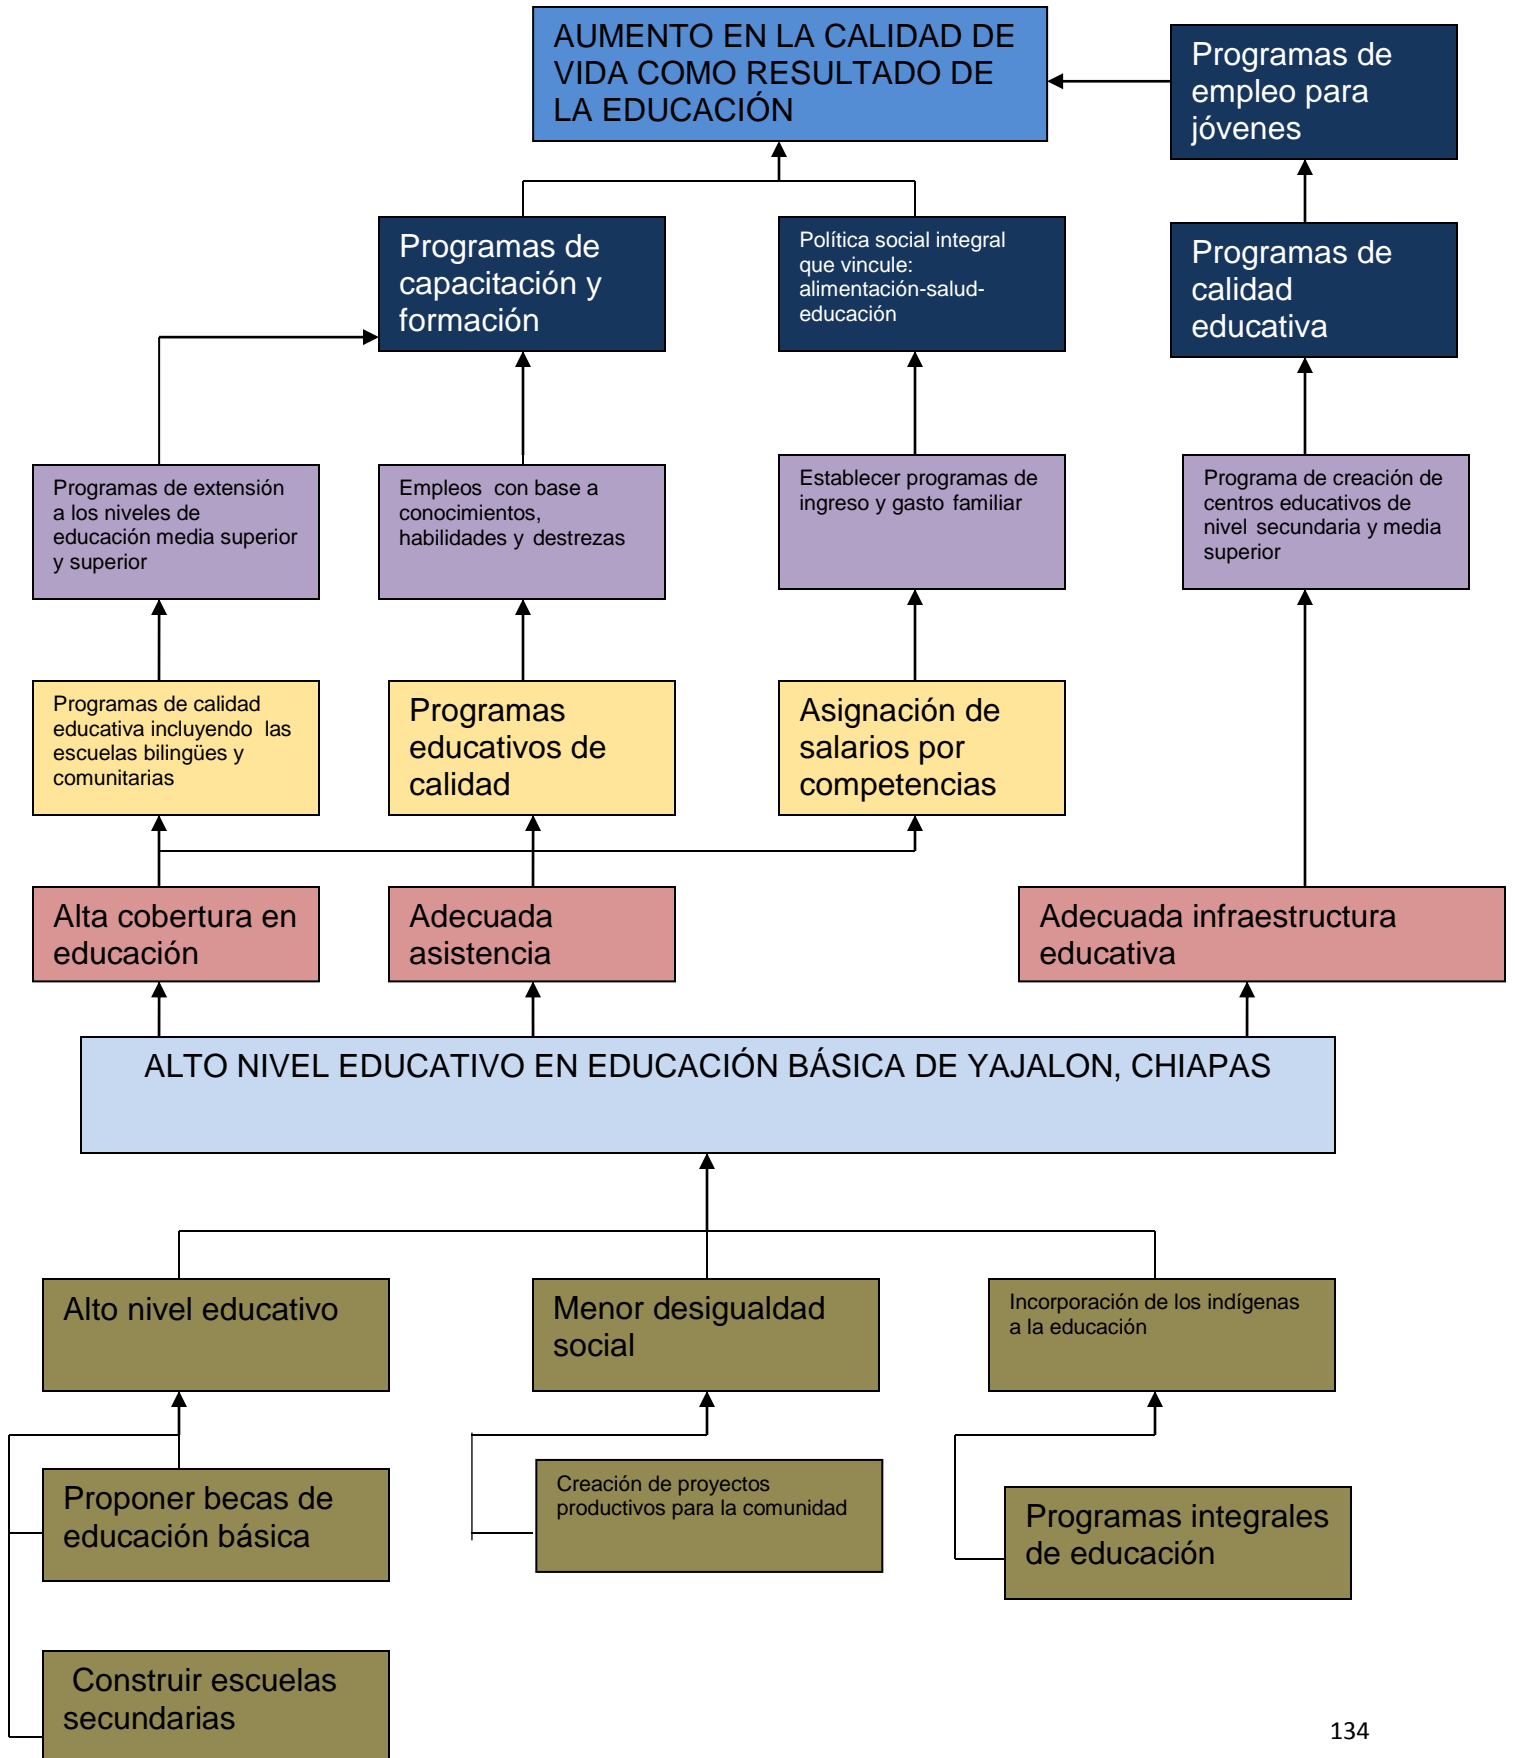 AUMENTO EN LA CALIDAD DE
VIDA COMO RESULTADO DE
LA EDUCACIÓN
Programas de
empleo para
jóvenes
Programas de
capacitación y
formación
Política social integral
que vincule:
alimentación-salud-
educación
Programas de
calidad
educativa
Programas de extensión
a los niveles de
educación media superior
y superior
Empleos con base a
conocimientos,
habilidades y destrezas
Establecer programas de
ingreso y gasto familiar
Programa de creación de
centros educativos de
nivel secundaria y media
superior
Programas de calidad
educativa incluyendo las
escuelas bilingües y
comunitarias
Programas
educativos de
calidad
Asignación de
salarios por
competencias
Alta cobertura en
educación
Adecuada
asistencia
Adecuada infraestructura
educativa
ALTO NIVEL EDUCATIVO EN EDUCACIÓN BÁSICA DE YAJALON, CHIAPAS
Alto nivel educativo
Menor desigualdad
social
Incorporación de los indígenas
a la educación
Proponer becas de
educación básica
Creación de proyectos
productivos para la comunidad
Programas integrales
de educación
Construir escuelas
secundarias
134